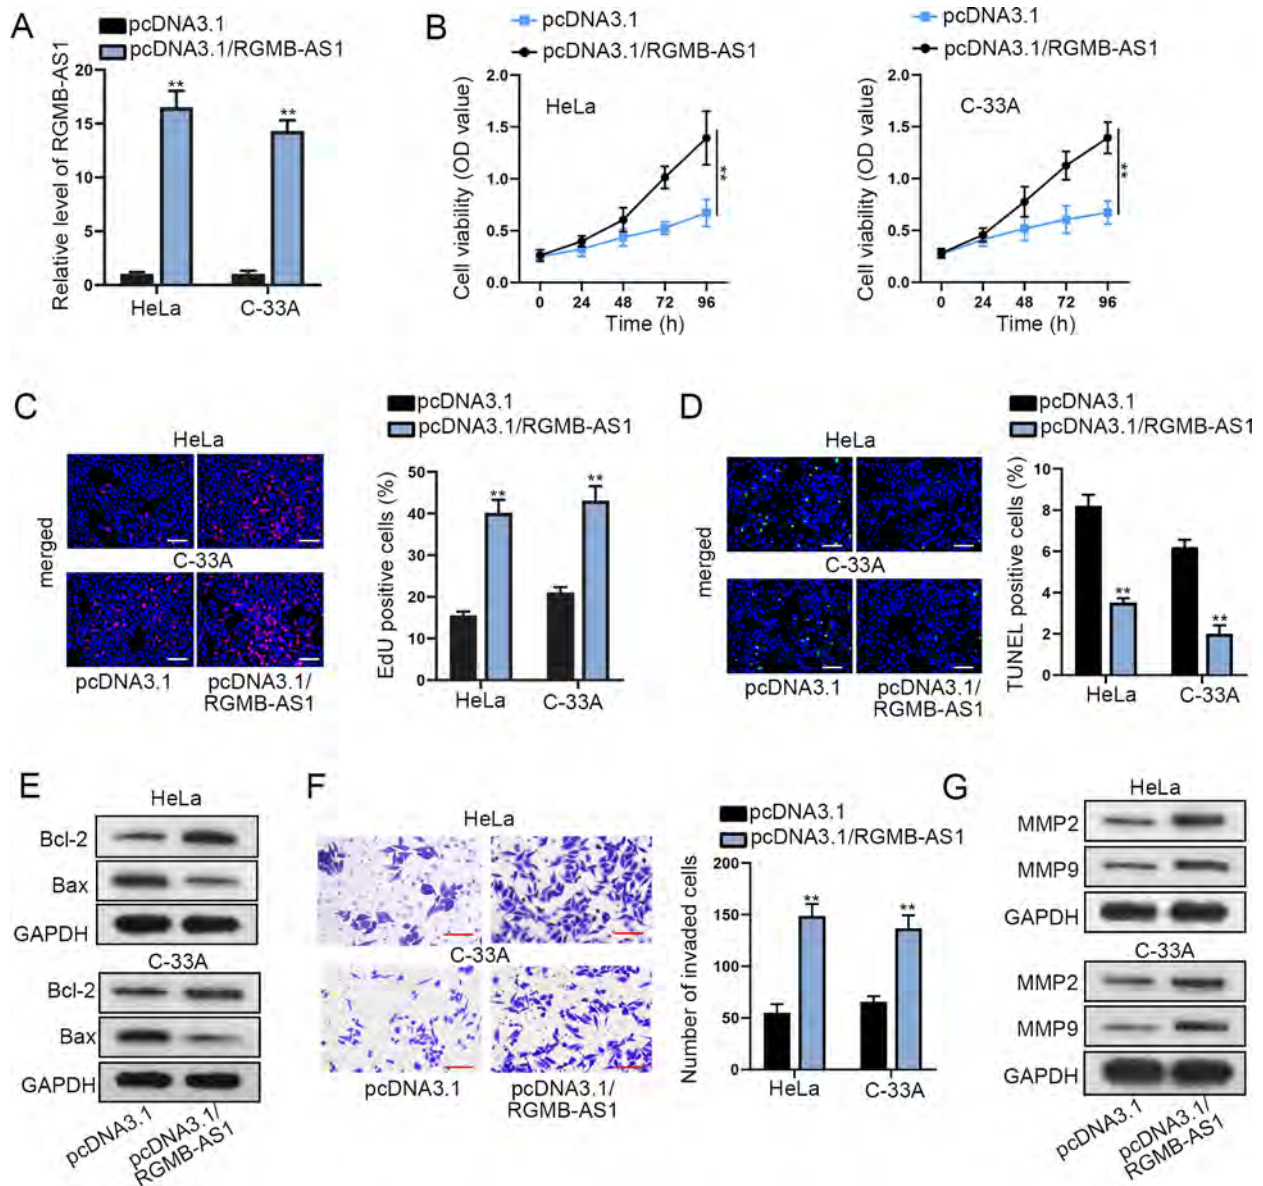 A
pcDNA3.1
pcDNA3.1/RGMB-AS1
Relative level of RGMB-AS1
20
15
10
5
0
**
**
HeLa
C-33A
B
pcDNA3.1
pcDNA3.1/RGMB-AS1
Cell viability (OD value)
2.0
1.5
1.0
0.5
0.0
HeLa
**
0 24 48 72 96
Time (h)
pcDNA3.1
pcDNA3.1/RGMB-AS1
Cell viability (OD value)
2.0
1.5
1.0
0.5
0.0
C-33A
**
0 24 48 72 96
Time (h)
C
HeLa
merged
C-33A
pcDNA3.1
pcDNA3.1/
RGMB-AS1
pcDNA3.1
pcDNA3.1/RGMB-AS1
EdU positive cells (%)
50
40
30
20
10
0
**
**
HeLa
C-33A
D
HeLa
merged
C-33A
pcDNA3.1
pcDNA3.1/
RGMB-AS1
pcDNA3.1
pcDNA3.1/RGMB-AS1
TUNEL positive cells (%)
10
8
6
4
2
0
**
**
HeLa
C-33A
E
HeLa
Bcl-2
Bax
GAPDH
C-33A
Bcl-2
Bax
GAPDH
pcDNA3.1
pcDNA3.1/
RGMB-AS1
F
HeLa
C-33A
pcDNA3.1
pcDNA3.1/
RGMB-AS1
pcDNA3.1
pcDNA3.1/RGMB-AS1
Number of invaded cells
200
150
100
50
0
**
**
HeLa
C-33A
G
HeLa
MMP2
MMP9
GAPDH
C-33A
MMP2
MMP9
GAPDH
pcDNA3.1
pcDNA3.1/
RGMB-AS1